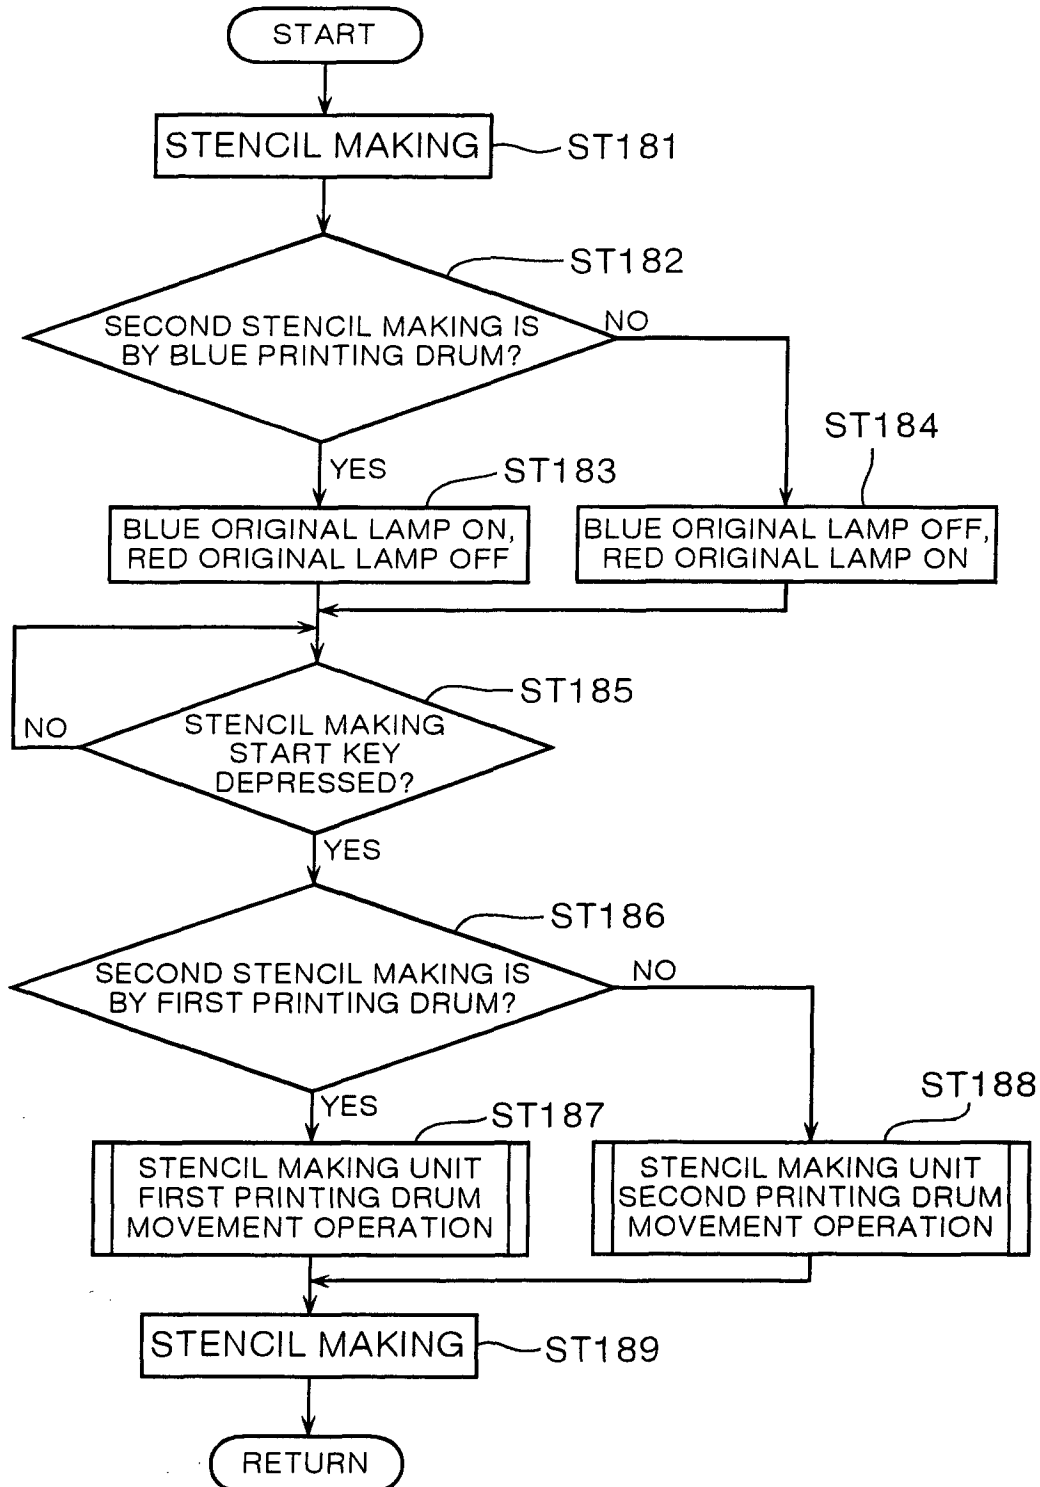 START
STENCIL MAKING
ST181
ST182
SECOND STENCIL MAKING IS
BY BLUE PRINTING DRUM?
NO
YES
ST183
ST184
BLUE ORIGINAL LAMP ON,
RED ORIGINAL LAMP OFF
BLUE ORIGINAL LAMP OFF,
RED ORIGINAL LAMP ON
ST185
STENCIL MAKING
START KEY
DEPRESSED?
NO
YES
ST186
SECOND STENCIL MAKING IS
BY FIRST PRINTING DRUM?
NO
YES
ST187
ST188
STENCIL MAKING UNIT
FIRST PRINTING DRUM
MOVEMENT OPERATION
STENCIL MAKING UNIT
SECOND PRINTING DRUM
MOVEMENT OPERATION
STENCIL MAKING
ST189
RETURN